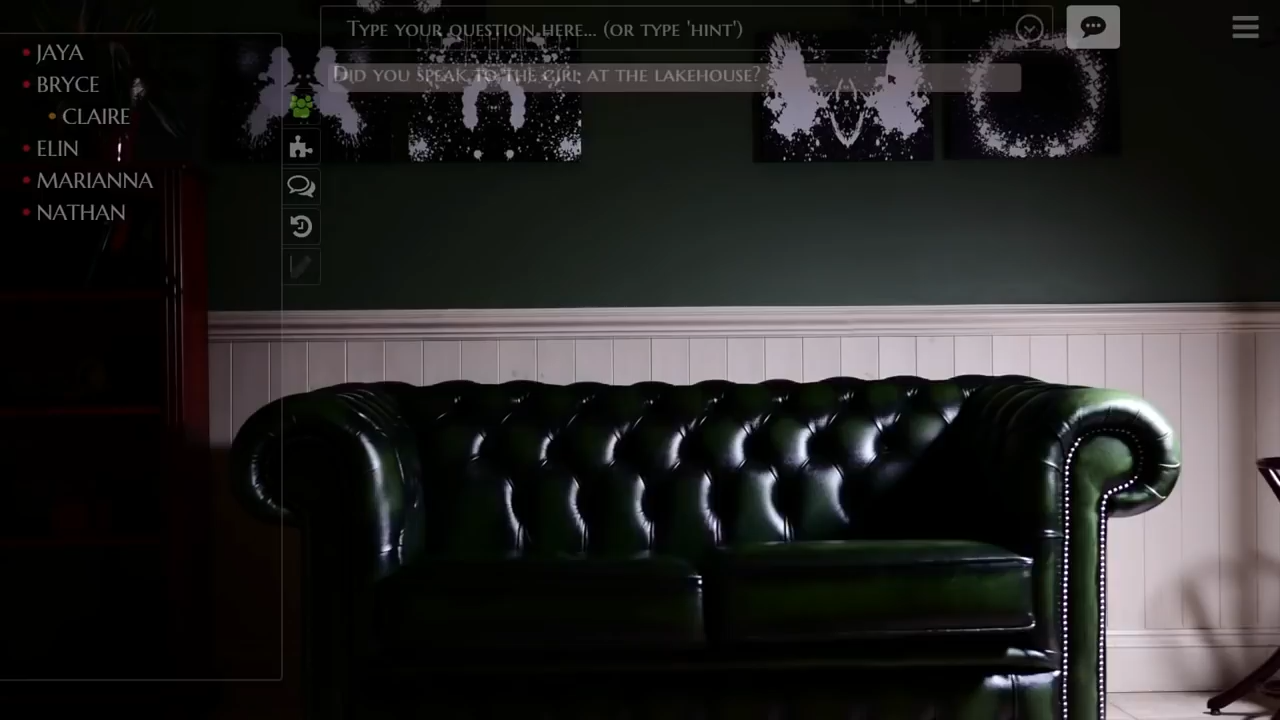 Type your question here... (or type 'hint')
Did you speak to the girl at the lakehouse?
JAYA
BRYCE
CLAIRE
ELIN
MARIANNA
NATHAN